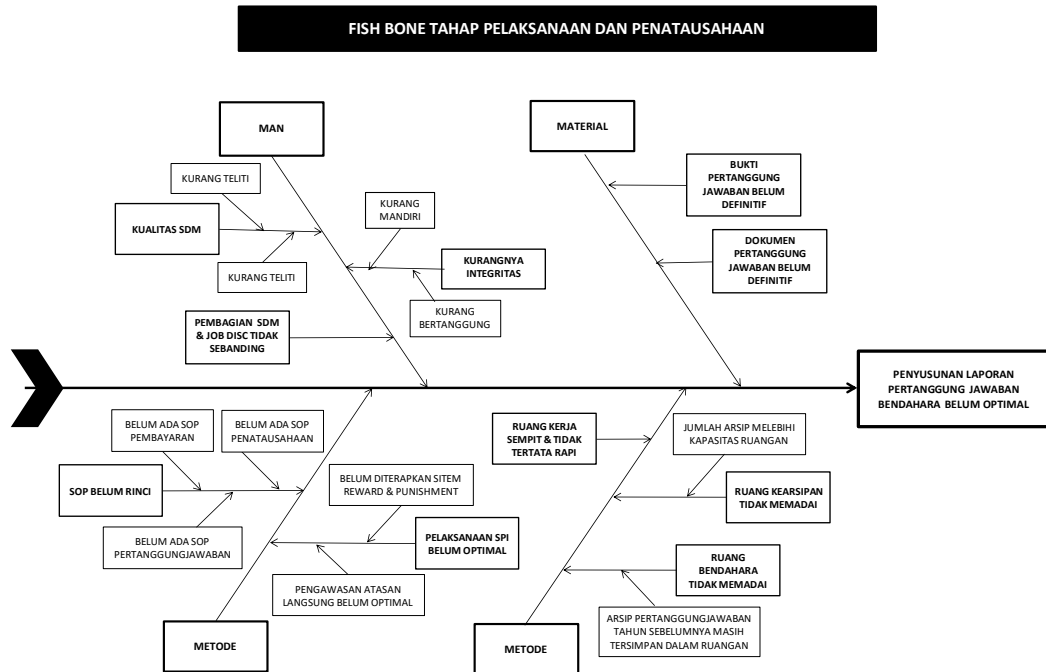 FISH BONE TAHAP PELAKSANAAN DAN PENATAUSAHAAN
MAN
MATERIAL
KURANG TELITI
KUALITAS SDM
KURANG TELITI
KURANG
MANDIRI
KURANGNYA
INTEGRITAS
KURANG
BERTANGGUNG
PEMBAGIAN SDM
& JOB DISC TIDAK
SEBANDING
BUKTI
PERTANGGUNG
JAWABAN BELUM
DEFINITIF
DOKUMEN
PERTANGGUNG
JAWABAN BELUM
DEFINITIF
PENYUSUNAN LAPORAN
PERTANGGUNG JAWABAN
BENDAHARA BELUM OPTIMAL
BELUM ADA SOP
PEMBAYARAN
BELUM ADA SOP
PENATAUSAHAAN
SOP BELUM RINCI
BELUM ADA SOP
PERTANGGUNGJAWABAN
BELUM DITERAPKAN SITEM
REWARD & PUNISHMENT
PELAKSANAAN SPI
BELUM OPTIMAL
PENGAWASAN ATASAN
LANGSUNG BELUM OPTIMAL
METODE
RUANG KERJA
SEMPIT & TIDAK
TERTATA RAPI
JUMLAH ARSIP MELEBIHI
KAPASITAS RUANGAN
RUANG KEARSIPAN
TIDAK MEMADAI
RUANG
BENDAHARA
TIDAK MEMADAI
ARSIP PERTANGGUNGJAWABAN
TAHUN SEBELUMNYA MASIH
TERSIMPAN DALAM RUANGAN
METODE